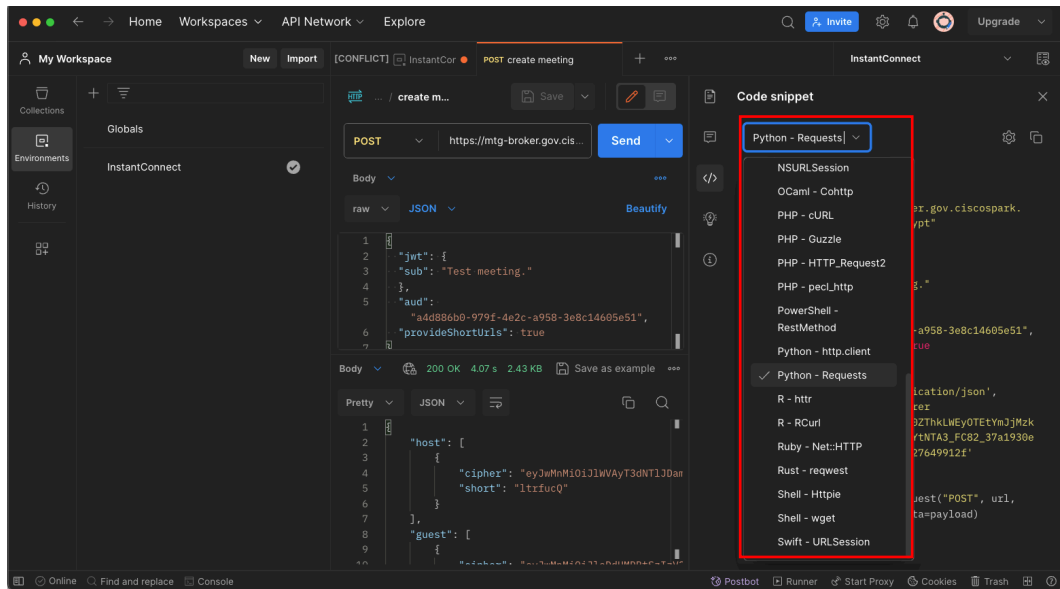 Home Workspaces API Network Explore Invite Upgrade
My Workspace New Import [CONFLICT] InstantCor POST create meeting InstantConnect
Collections
Environments
History
Globals
InstantConnect
HTTP ... / create m... Save
POST https://mtg-broker.gov.cis... Send
Body
raw JSON Beautify
1 {
2 "jwt": {
3 "sub": "Test meeting."
4 },
5 "aud":
"a4d886b0-979f-4e2c-a958-3e8c14605e51",
6 "provideShortUrls": true
7 }
Body 200 OK 4.07 s 2.43 KB Save as example
Pretty JSON
1 {
2 "host": [
3 {
4 "cipher":
5 "short": "ltrfucQ"
6 }
7 ],
8 "guest": [
9 {
10
Code snippet
Python - Requests
NSURLSession
OCaml - Cohttp
PHP - cURL
PHP - Guzzle
PHP - HTTP_Request2
PHP - pecl_http
PowerShell -
RestMethod
Python - http.client
Python - Requests
R - httr
R - RCurl
Ruby - Net::HTTP
Rust - reqwest
Shell - Httpie
Shell - wget
Swift - URLSession
er.gov.ciscospark.
ypt"
g."
-a958-3e8c14605e51",
rue
ication/json',
rer
0ZThkLWEyOTEtYmJjMzk
YtNTA3_FC82_37a1930e
27649912f'
uest("POST", url,
ta=payload)
Online Find and replace Console Postbot Runner Start Proxy Cookies Trash